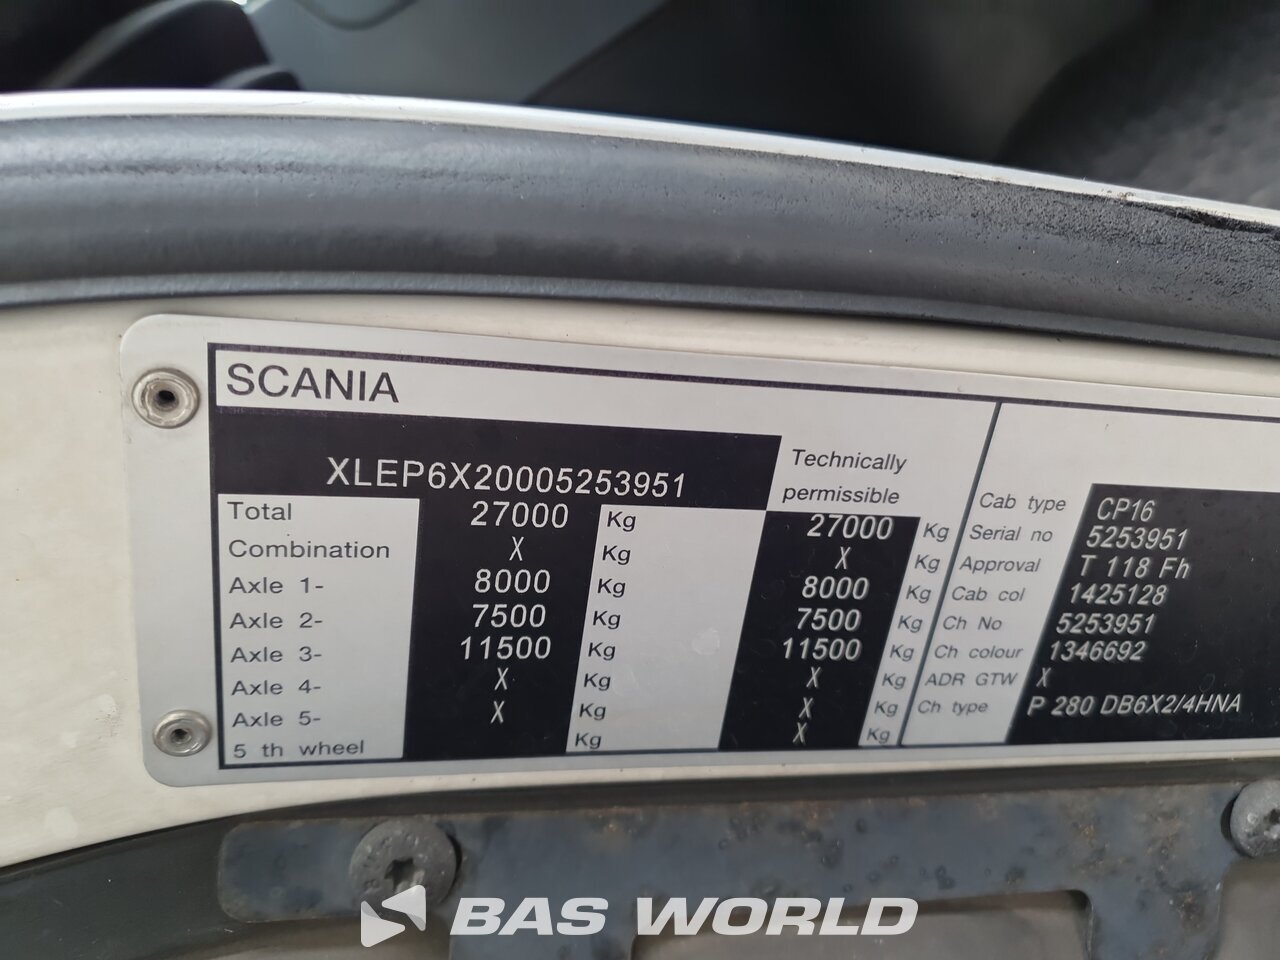 SCANIA
XLEP6X20005253951
Technically
permissible
Total 27000 Kg 27000 Kg
Combination X Kg X Kg
Axle 1- 8000 Kg 8000 Kg
Axle 2- 7500 Kg 7500 Kg
Axle 3- 11500 Kg 11500 Kg
Axle 4- X Kg X Kg
Axle 5- X Kg X Kg
5 th wheel Kg X Kg
Cab type CP16
Serial no 5253951
Approval T 118 Fh
Cab col 1425128
Ch No 5253951
Ch colour 1346692
ADR GTW X
Ch type P 280 DB6X2/4HNA
BAS WORLD